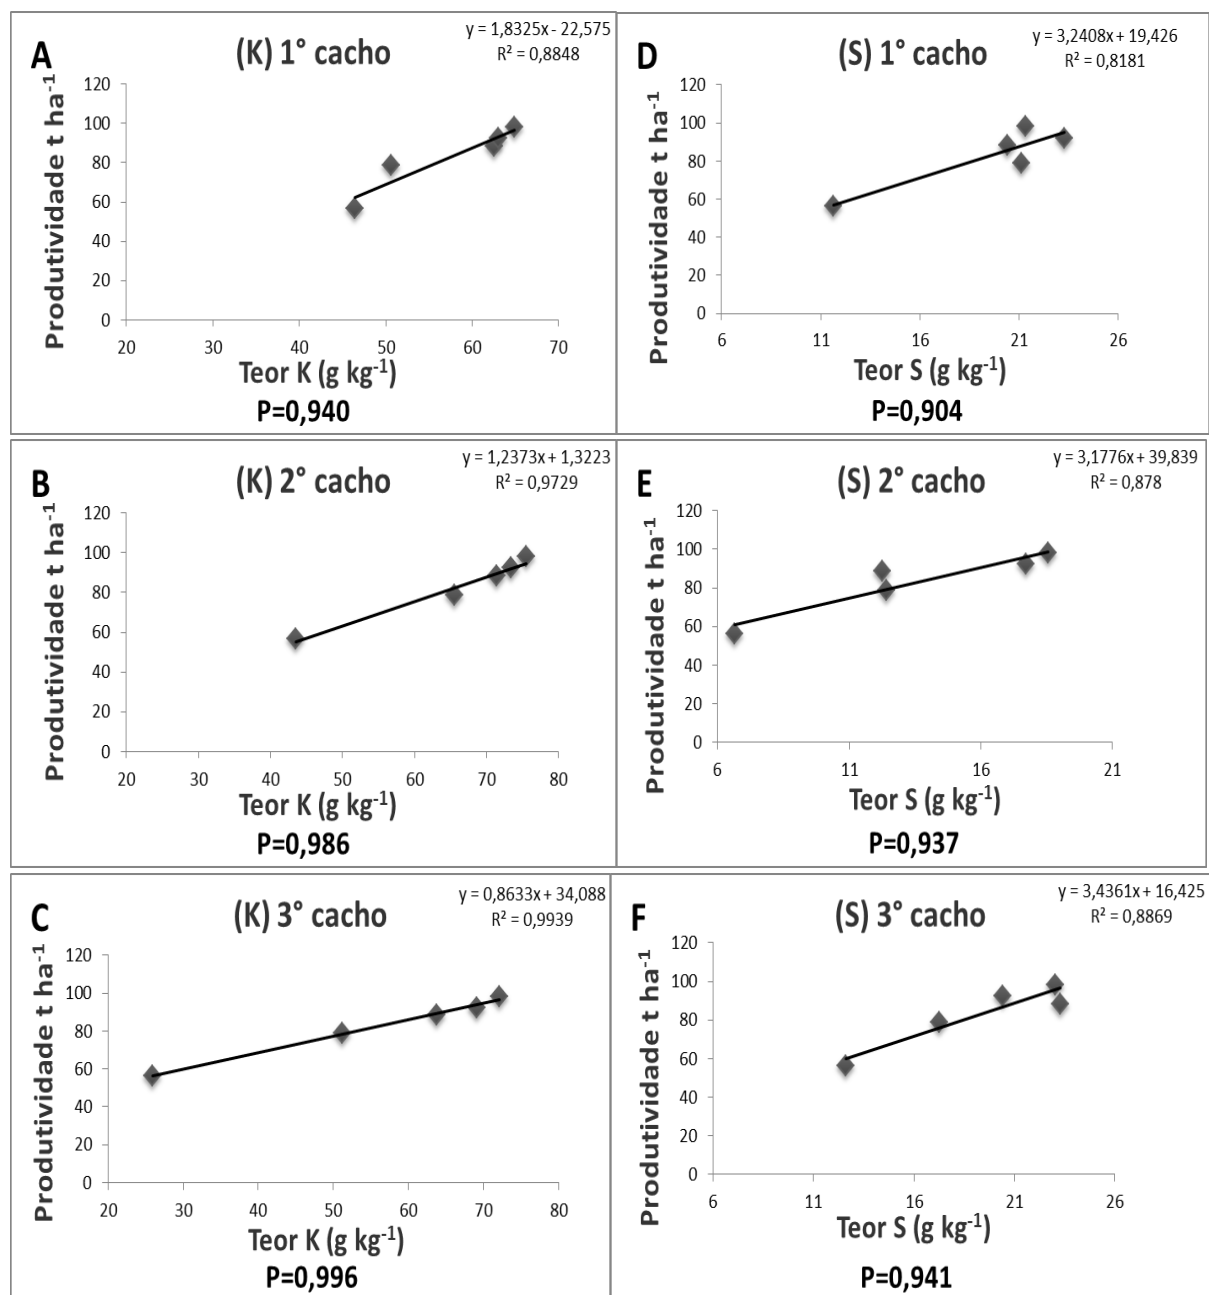 A
(K) 1° cacho
y = 1,8325x - 22,575
R² = 0,8848
Produtividade t ha⁻¹
120
100
80
60
40
20
0
20 30 40 50 60 70
Teor K (g kg⁻¹)
P=0,940
D
(S) 1° cacho
y = 3,2408x + 19,426
R² = 0,8181
Produtividade t ha⁻¹
120
100
80
60
40
20
0
6 11 16 21 26
Teor S (g kg⁻¹)
P=0,904
B
(K) 2° cacho
y = 1,2373x + 1,3223
R² = 0,9729
Produtividade t ha⁻¹
120
100
80
60
40
20
0
20 30 40 50 60 70 80
Teor K (g kg⁻¹)
P=0,986
E
(S) 2° cacho
y = 3,1776x + 39,839
R² = 0,878
Produtividade t ha⁻¹
120
100
80
60
40
20
0
6 11 16 21
Teor S (g kg⁻¹)
P=0,937
C
(K) 3° cacho
y = 0,8633x + 34,088
R² = 0,9939
Produtividade t ha⁻¹
120
100
80
60
40
20
0
20 30 40 50 60 70 80
Teor K (g kg⁻¹)
P=0,996
F
(S) 3° cacho
y = 3,4361x + 16,425
R² = 0,8869
Produtividade t ha⁻¹
120
100
80
60
40
20
0
6 11 16 21 26
Teor S (g kg⁻¹)
P=0,941